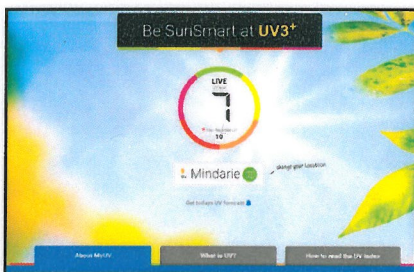 Be SunSmart at UV3+
LIVE
7
10
Mindarie
change your location
Get todays UV forecast
About MyUV
What is UV?
How to read the UV Index